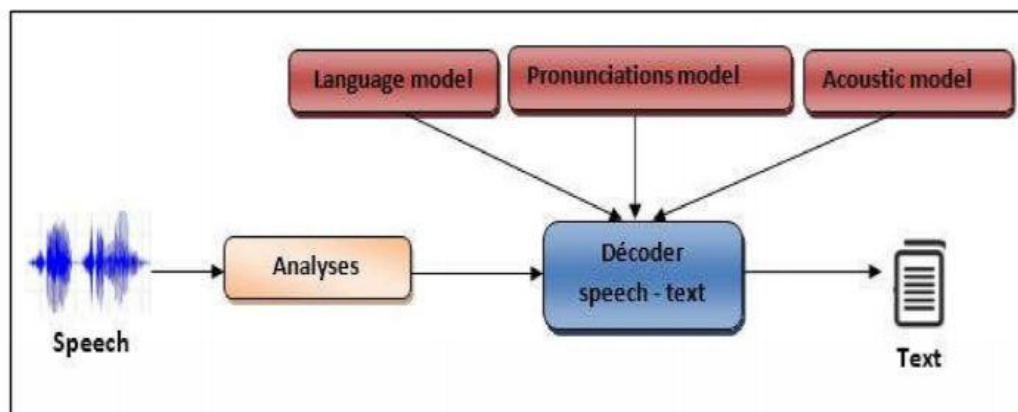 Language model
Pronunciations model
Acoustic model
Analyses
Décoder
speech - text
Speech
Text